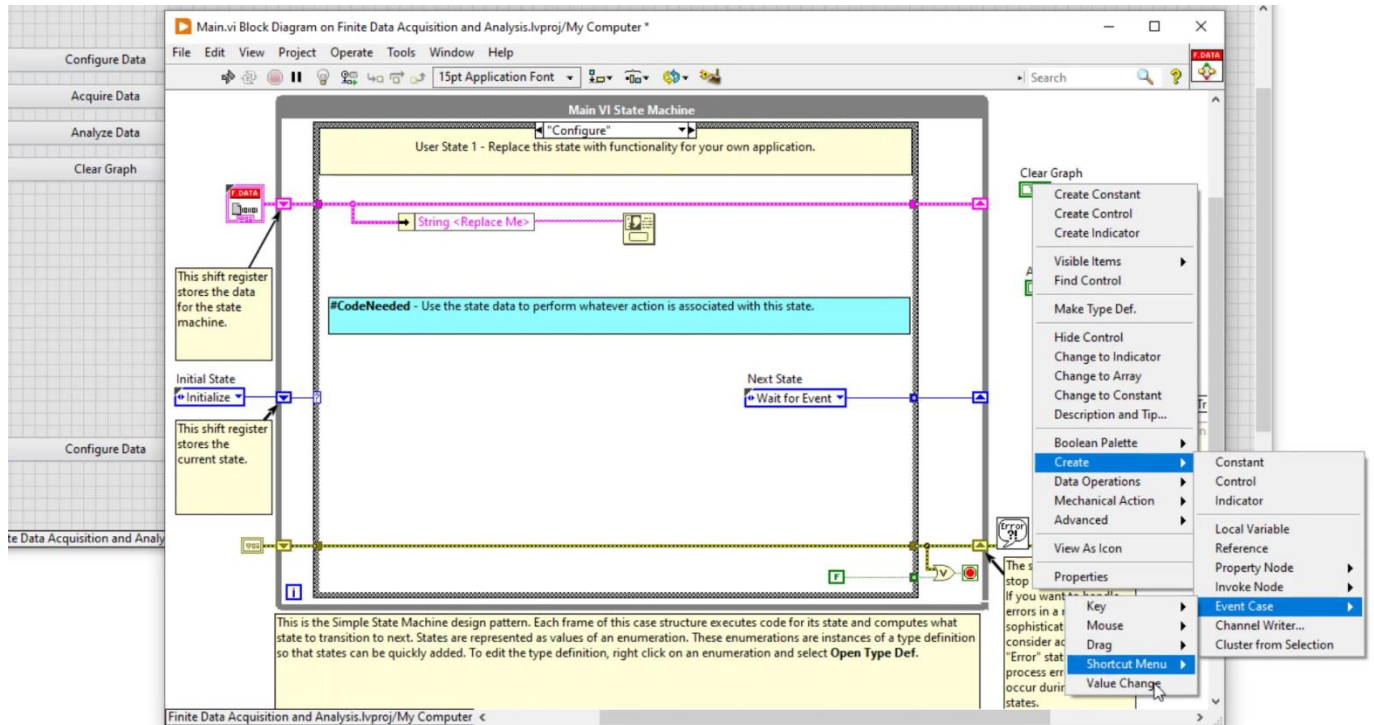 Main.vi Block Diagram on Finite Data Acquisition and Analysis.lvproj/My Computer *
File Edit View Project Operate Tools Window Help
15pt Application Font
Search
F.DATA
Configure Data
Acquire Data
Analyze Data
Clear Graph
Configure Data
te Data Acquisition and Analy
Main VI State Machine
"Configure"
User State 1 - Replace this state with functionality for your own application.
F.DATA
String <Replace Me>
This shift register
stores the data
for the state
machine.
#CodeNeeded - Use the state data to perform whatever action is associated with this state.
Initial State
Initialize
Next State
Wait for Event
This shift register
stores the
current state.
F
V
i
This is the Simple State Machine design pattern. Each frame of this case structure executes code for its state and computes what
state to transition to next. States are represented as values of an enumeration. These enumerations are instances of a type definition
so that states can be quickly added. To edit the type definition, right click on an enumeration and select Open Type Def.
Clear Graph
A
Tr
n
Error
?!
The s
stop
If you want to handle
errors in a r
sophisticat
consider ac
"Error" stat
process err
occur durin
states.
Create Constant
Create Control
Create Indicator
Visible Items
Find Control
Make Type Def.
Hide Control
Change to Indicator
Change to Array
Change to Constant
Description and Tip...
Boolean Palette
Create
Data Operations
Mechanical Action
Advanced
View As Icon
Properties
Constant
Control
Indicator
Local Variable
Reference
Property Node
Invoke Node
Event Case
Channel Writer...
Cluster from Selection
Key
Mouse
Drag
Shortcut Menu
Value Change
Finite Data Acquisition and Analysis.lvproj/My Computer